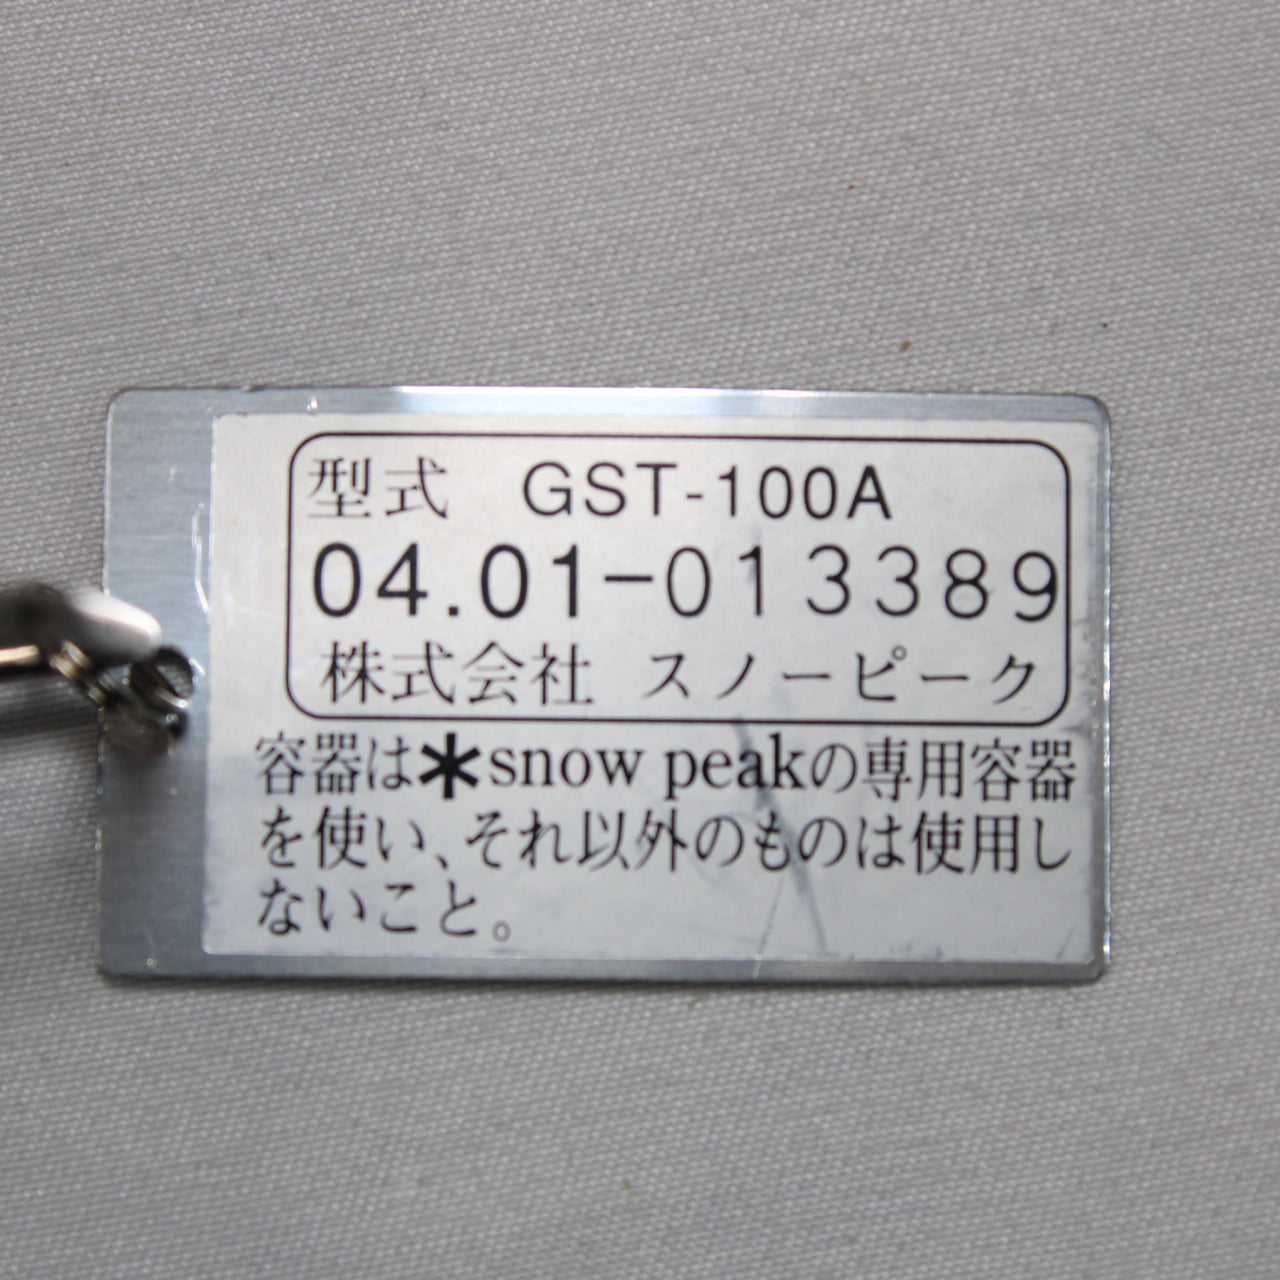 型式 GST-100A
04.01-013389
株式会社 スノーピーク
容器は*snow peakの専用容器
を使い、それ以外のものは使用し
ないこと。